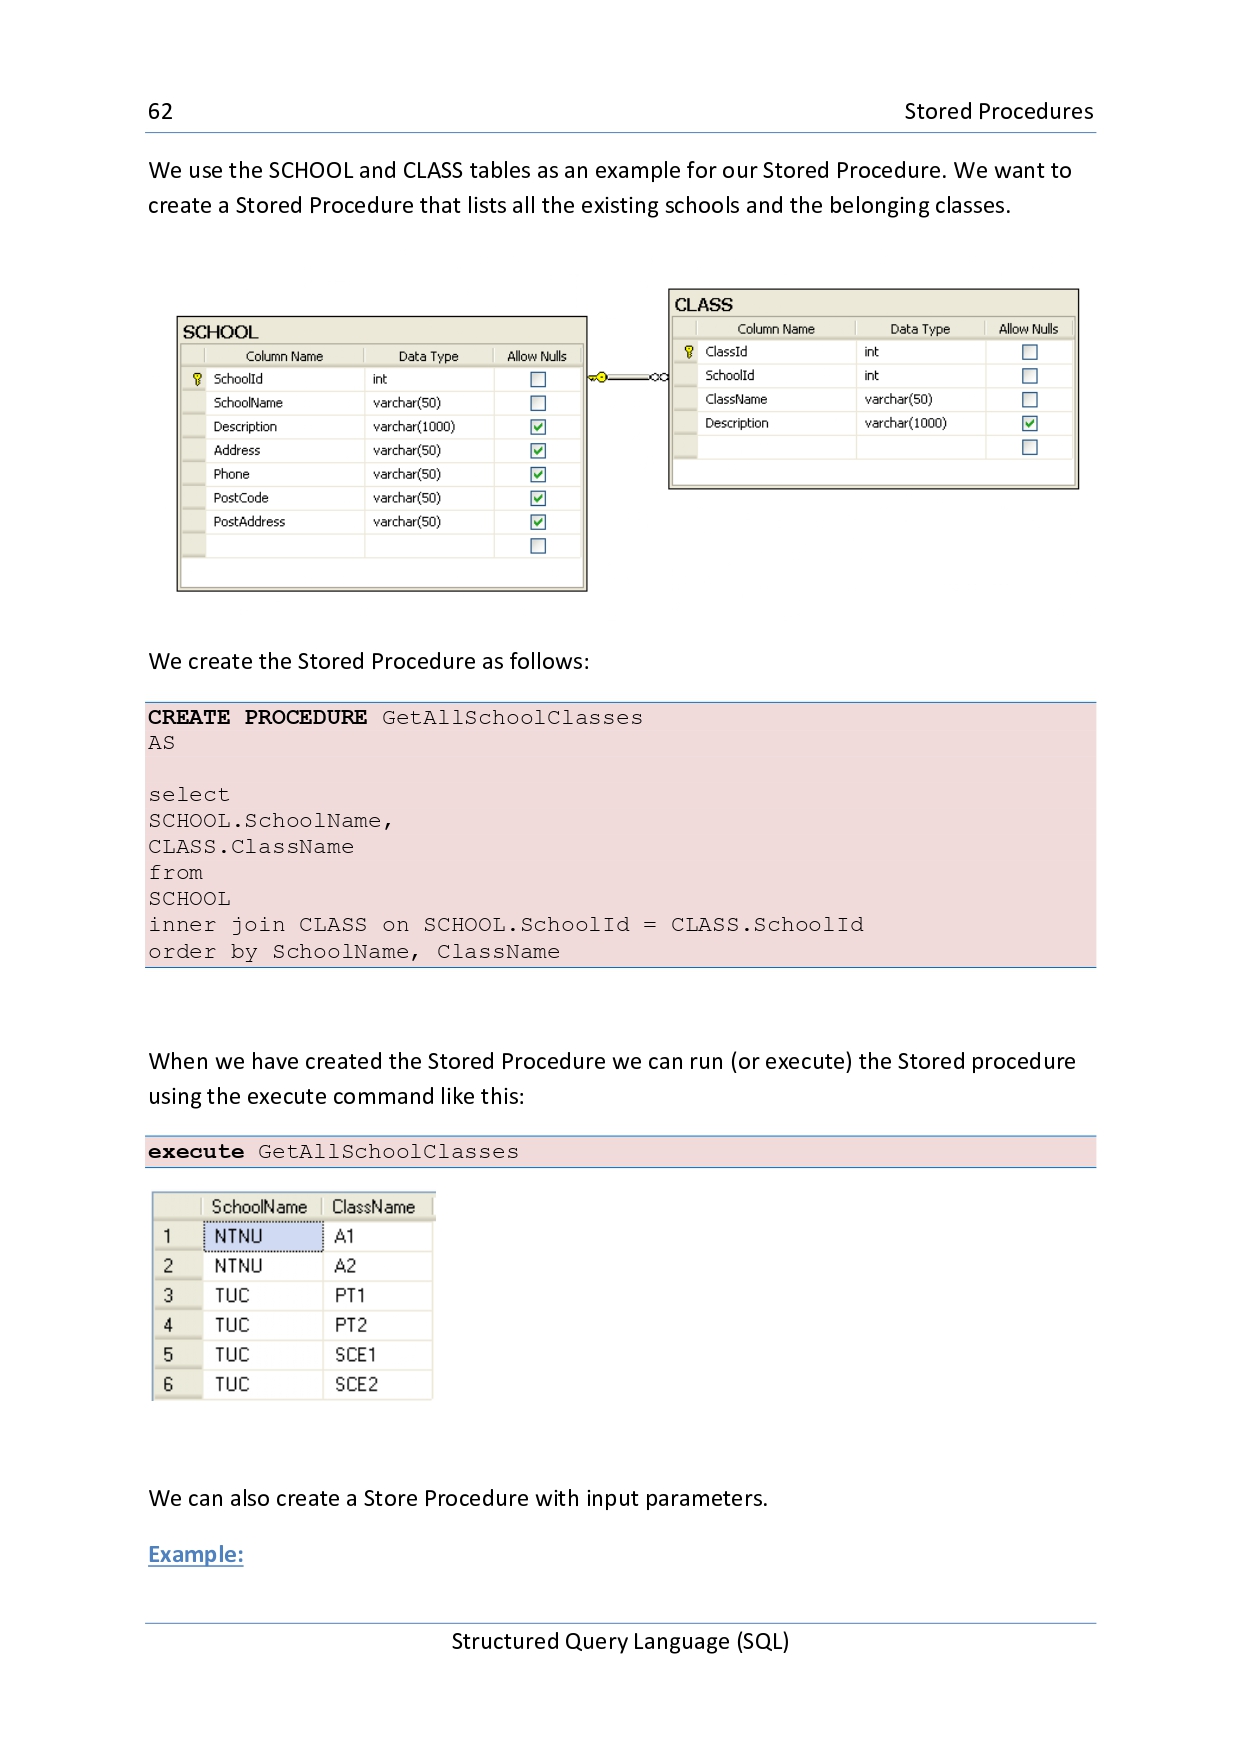 62 Stored Procedures
We use the SCHOOL and CLASS tables as an example for our Stored Procedure. We want to
create a Stored Procedure that lists all the existing schools and the belonging classes.
SCHOOL
Column Name Data Type Allow Nulls
SchoolId int
SchoolName varchar(50)
Description varchar(1000)
Address varchar(50)
Phone varchar(50)
PostCode varchar(50)
PostAddress varchar(50)
CLASS
Column Name Data Type Allow Nulls
ClassId int
SchoolId int
ClassName varchar(50)
Description varchar(1000)
We create the Stored Procedure as follows:
CREATE PROCEDURE GetAllSchoolClasses
AS
select
SCHOOL.SchoolName,
CLASS.ClassName
from
SCHOOL
inner join CLASS on SCHOOL.SchoolId = CLASS.SchoolId
order by SchoolName, ClassName
When we have created the Stored Procedure we can run (or execute) the Stored procedure
using the execute command like this:
execute GetAllSchoolClasses
SchoolName ClassName
1 NTNU A1
2 NTNU A2
3 TUC PT1
4 TUC PT2
5 TUC SCE1
6 TUC SCE2
We can also create a Store Procedure with input parameters.
Example:
Structured Query Language (SQL)